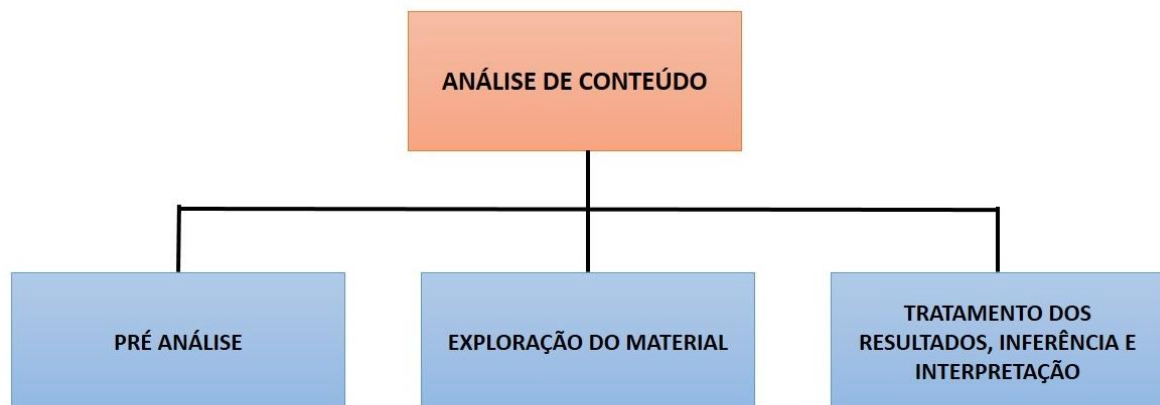 ANÁLISE DE CONTEÚDO
PRÉ ANÁLISE
EXPLORAÇÃO DO MATERIAL
TRATAMENTO DOS
RESULTADOS, INFERÊNCIA E
INTERPRETAÇÃO